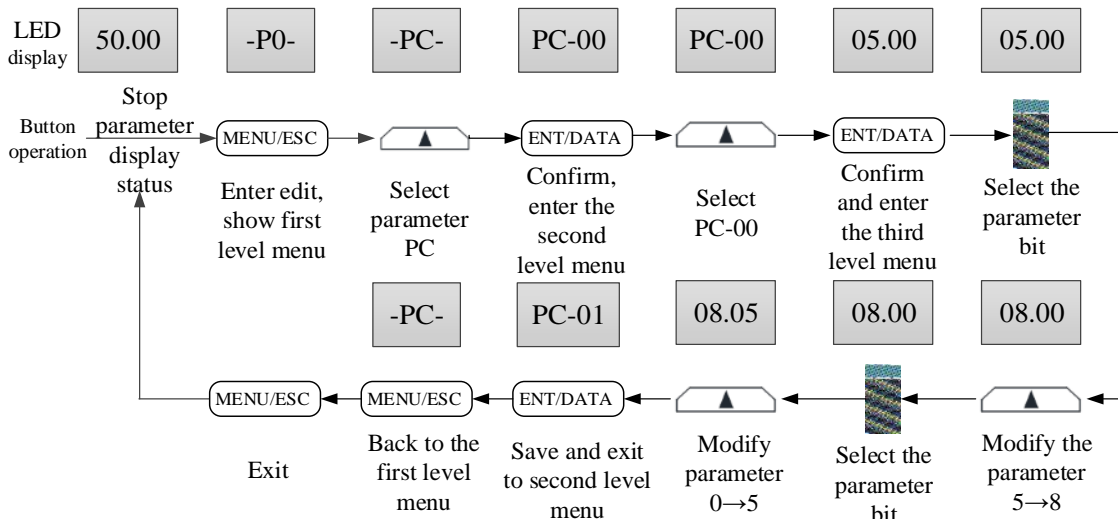 LED
display
50.00
-P0-
-PC-
PC-00
PC-00
05.00
05.00
Button
operation
Stop
parameter
display
status
MENU/ESC
ENT/DATA
ENT/DATA
Enter edit,
show first
level menu
Select
parameter
PC
Confirm,
enter the
second
level menu
Select
PC-00
Confirm
and enter
the third
level menu
Select the
parameter
bit
-PC-
PC-01
08.05
08.00
08.00
MENU/ESC
MENU/ESC
ENT/DATA
Exit
Back to the
first level
menu
Save and exit
to second level
menu
Modify
parameter
0→5
Select the
parameter
bit
Modify the
parameter
5→8